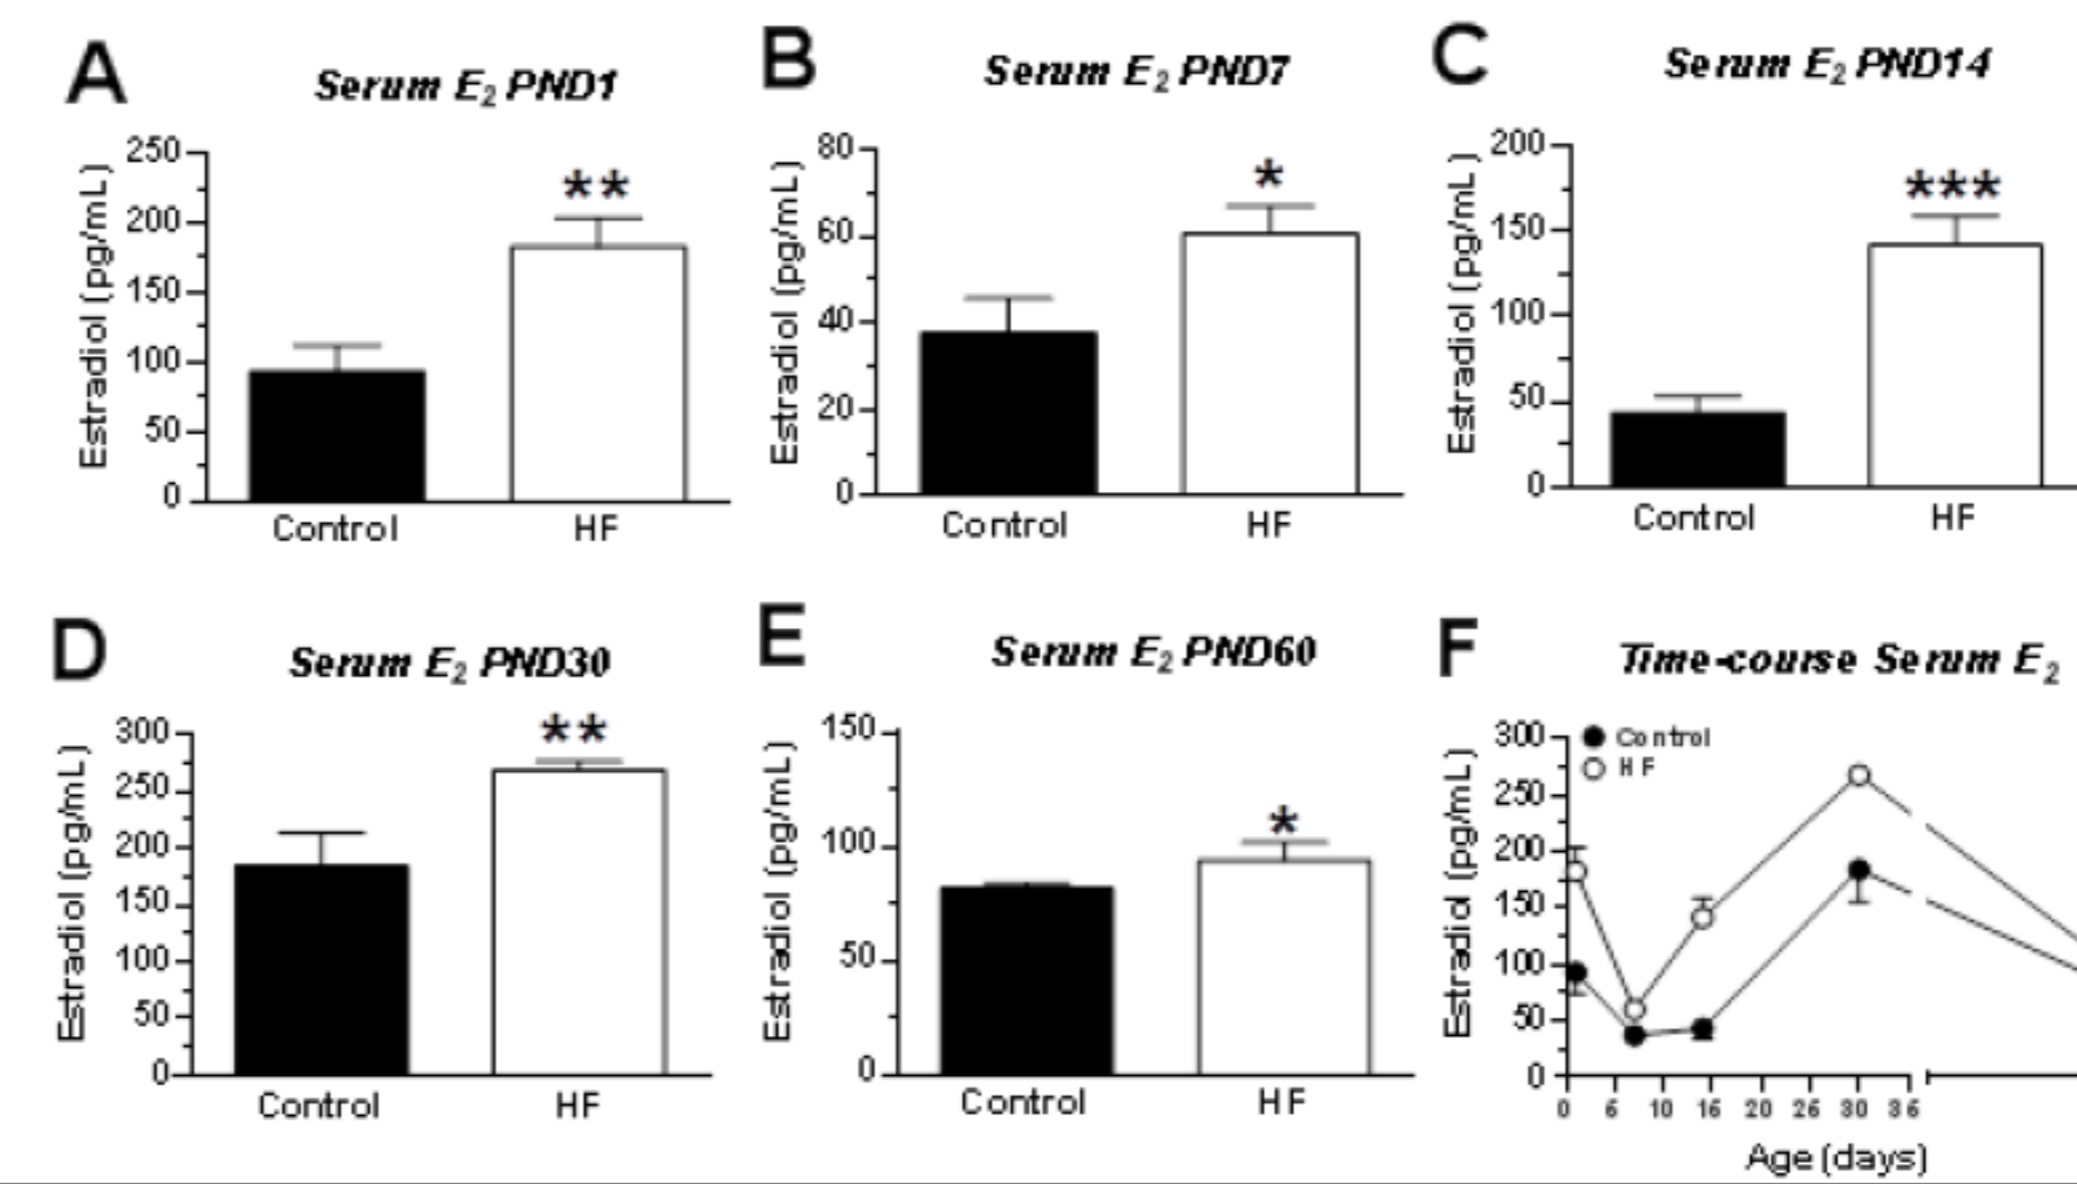 A
Serum E2 PND1
Estradiol (pg/mL)
250
200
150
100
50
0
**
Control
HF
B
Serum E2 PND7
Estradiol (pg/mL)
80
60
40
20
0
*
Control
HF
C
Serum E2 PND14
Estradiol (pg/mL)
200
150
100
50
0
***
Control
HF
D
Serum E2 PND30
Estradiol (pg/mL)
300
250
200
150
100
50
0
**
Control
HF
E
Serum E2 PND60
Estradiol (pg/mL)
150
100
50
0
*
Control
HF
F
Time-course Serum E2
Estradiol (pg/mL)
300
250
200
150
100
50
0
Control
HF
0 5 10 15 20 25 30 35
Age (days)